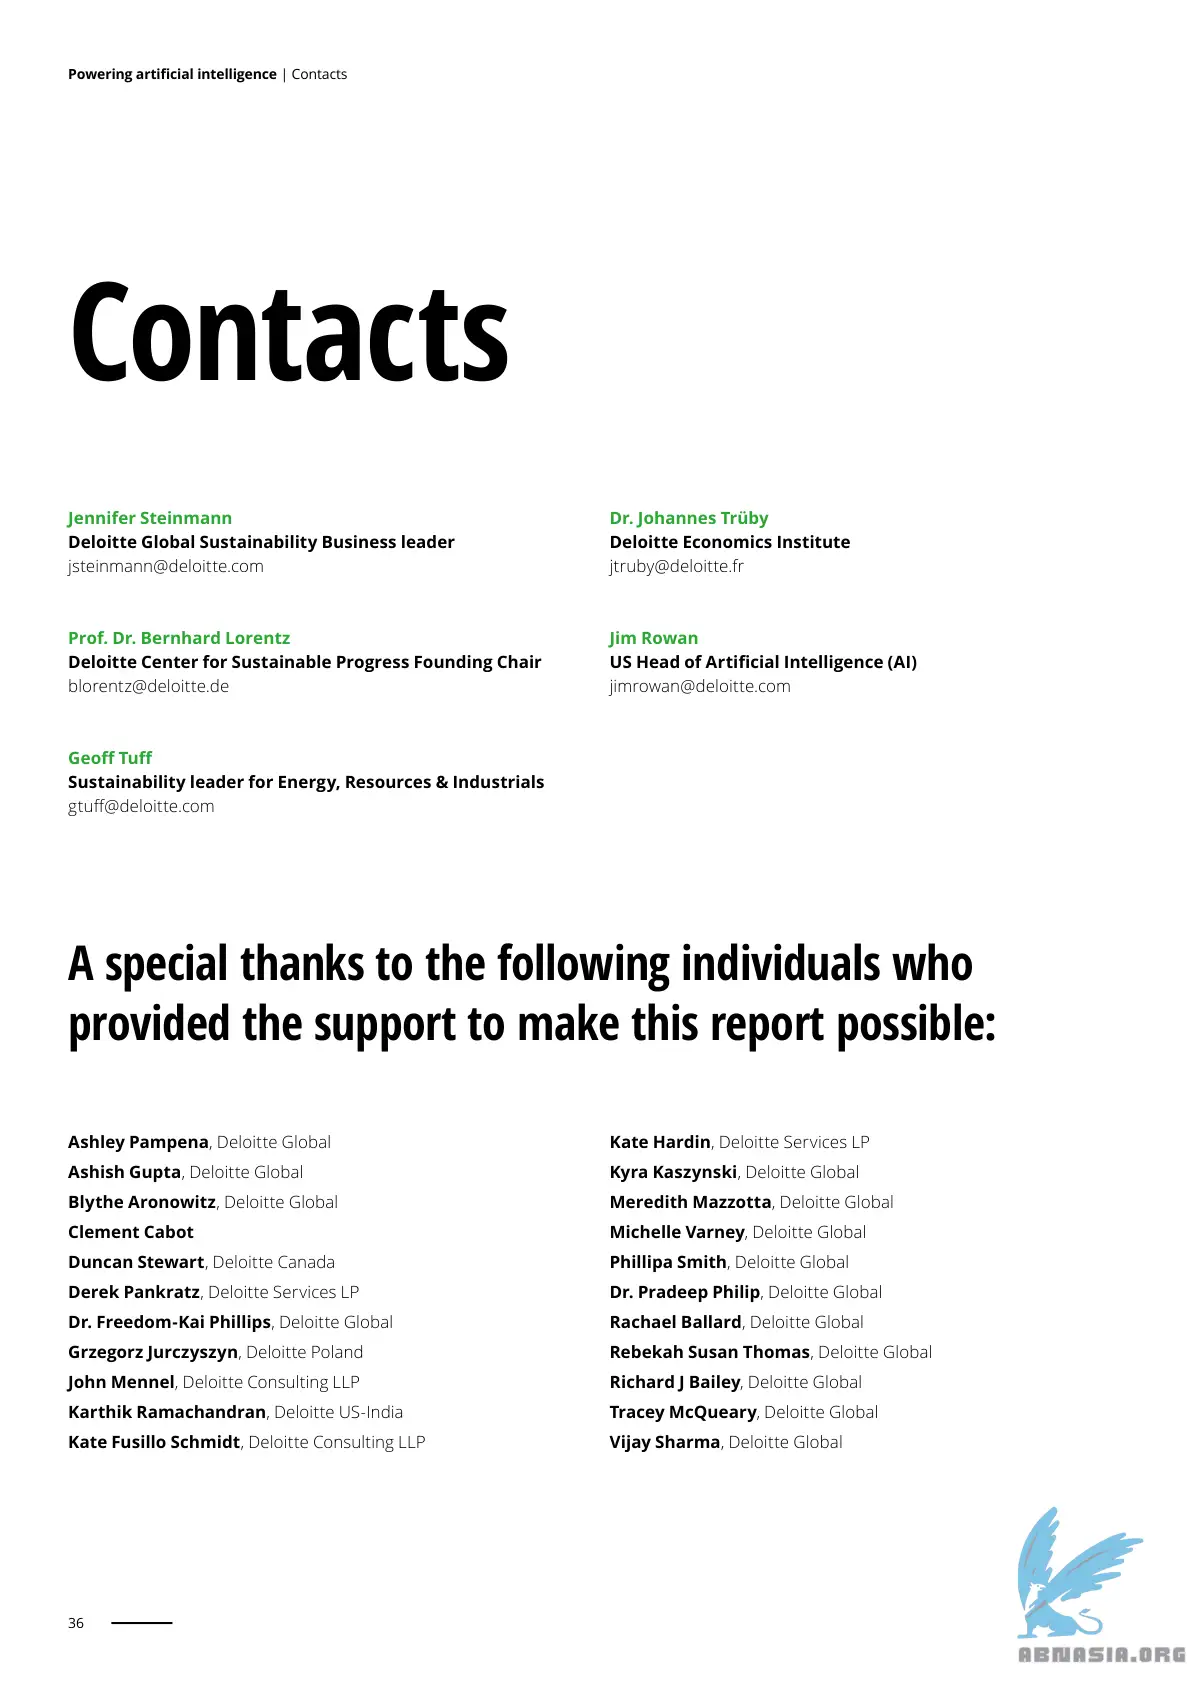 Powering artificial intelligence | Contacts
Contacts
Jennifer Steinmann
Deloitte Global Sustainability Business leader
jsteinmann@deloitte.com
Prof. Dr. Bernhard Lorentz
Deloitte Center for Sustainable Progress Founding Chair
blorentz@deloitte.de
Geoff Tuff
Sustainability leader for Energy, Resources & Industrials
gtuff@deloitte.com
Dr. Johannes Trüby
Deloitte Economics Institute
jtruby@deloitte.fr
Jim Rowan
US Head of Artificial Intelligence (AI)
jimrowan@deloitte.com
A special thanks to the following individuals who
provided the support to make this report possible:
Ashley Pampena, Deloitte Global
Ashish Gupta, Deloitte Global
Blythe Aronowitz, Deloitte Global
Clement Cabot
Duncan Stewart, Deloitte Canada
Derek Pankratz, Deloitte Services LP
Dr. Freedom-Kai Phillips, Deloitte Global
Grzegorz Jurczyszyn, Deloitte Poland
John Mennel, Deloitte Consulting LLP
Karthik Ramachandran, Deloitte US-India
Kate Fusillo Schmidt, Deloitte Consulting LLP
Kate Hardin, Deloitte Services LP
Kyra Kaszynski, Deloitte Global
Meredith Mazzotta, Deloitte Global
Michelle Varney, Deloitte Global
Phillipa Smith, Deloitte Global
Dr. Pradeep Philip, Deloitte Global
Rachael Ballard, Deloitte Global
Rebekah Susan Thomas, Deloitte Global
Richard J Bailey, Deloitte Global
Tracey McQueary, Deloitte Global
Vijay Sharma, Deloitte Global
36
ABNASIA.ORG